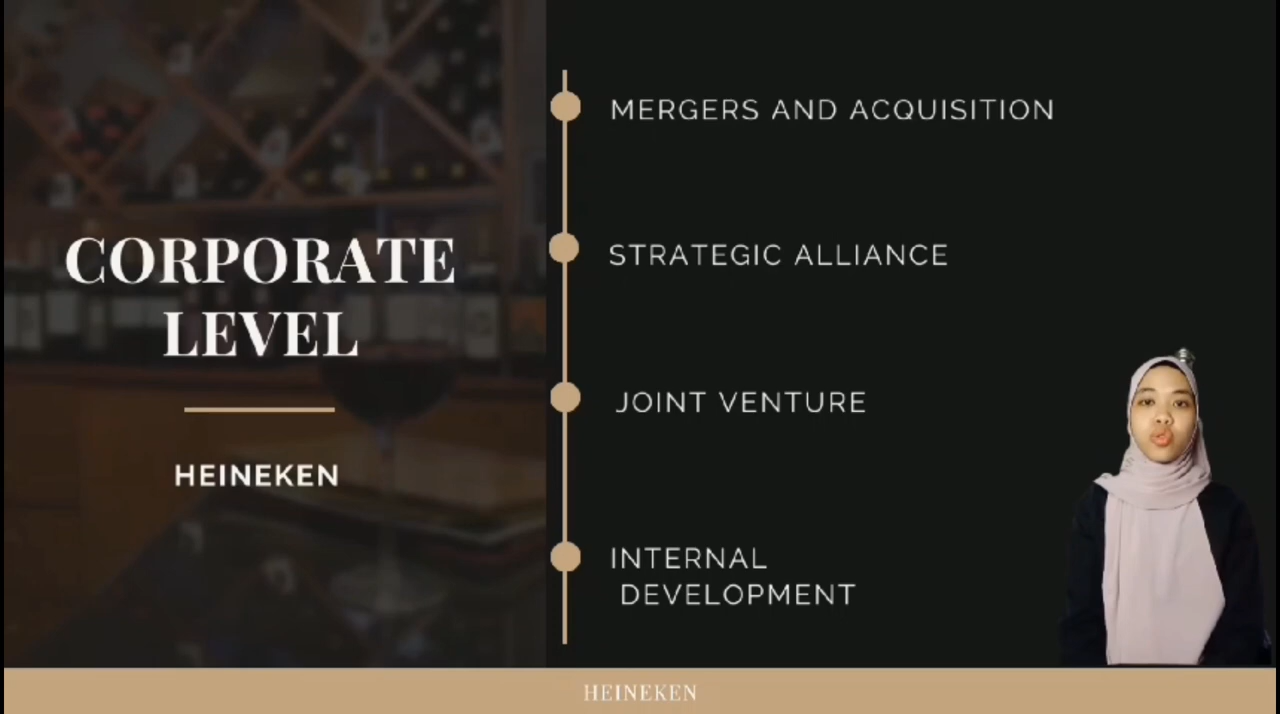 CORPORATE
LEVEL
HEINEKEN
MERGERS AND ACQUISITION
STRATEGIC ALLIANCE
JOINT VENTURE
INTERNAL
DEVELOPMENT
HEINEKEN